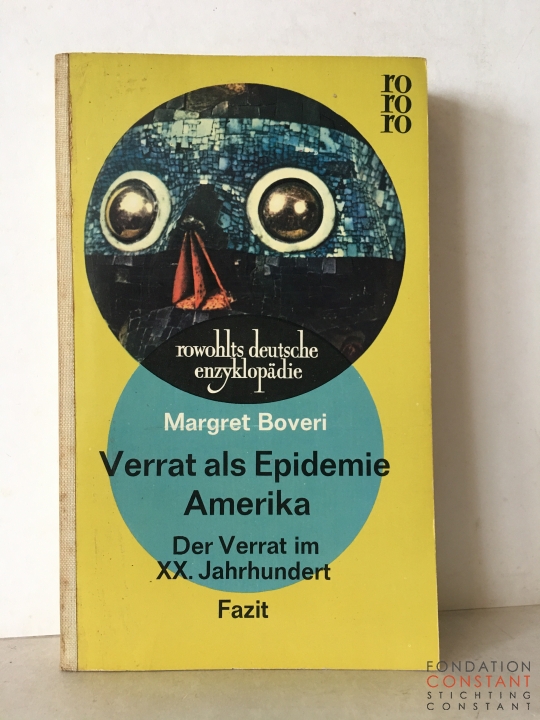 ro
ro
ro
rowohlts deutsche
enzyklopädie
Margret Boveri
Verrat als Epidemie
Amerika
Der Verrat im
XX. Jahrhundert
Fazit
FONDATION
CONSTANT
STICHTING
CONSTANT